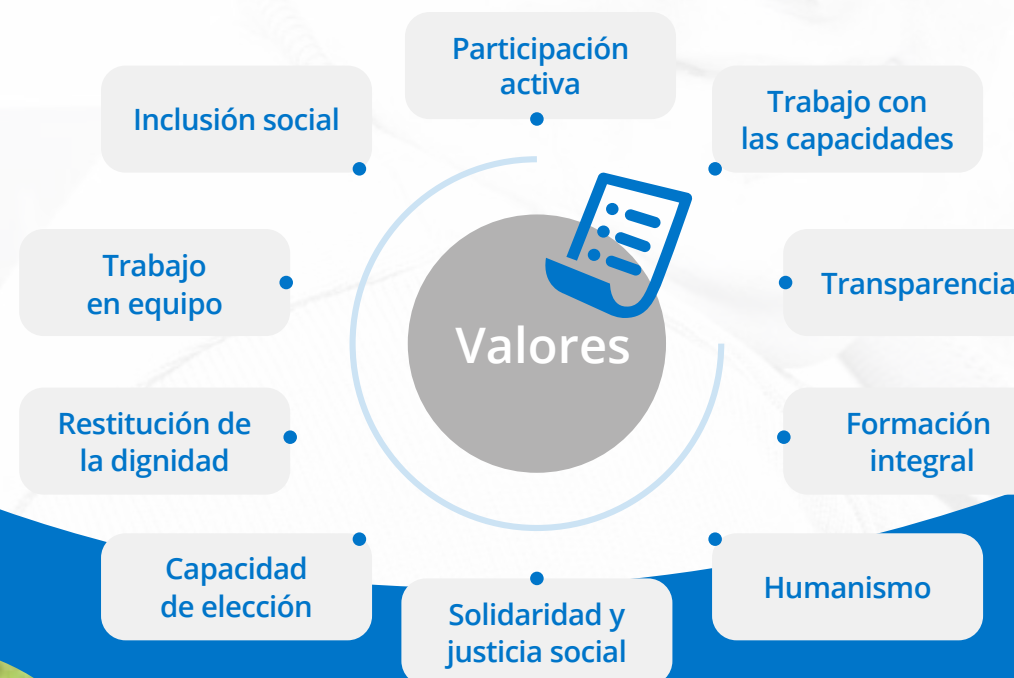 Participación
activa
Inclusión social
Trabajo con
las capacidades
Trabajo
en equipo
Transparencia
Valores
Restitución de
la dignidad
Formación
integral
Capacidad
de elección
Humanismo
Solidaridad y
justicia social